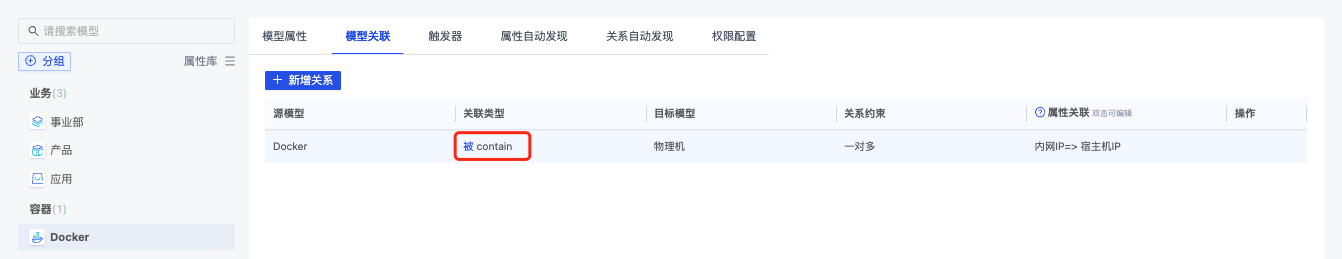 请搜索模型
分组
属性库
业务(3)
事业部
产品
应用
容器(1)
Docker
模型属性 模型关联 触发器 属性自动发现 关系自动发现 权限配置
新增关系
源模型 关联类型 目标模型 关系约束 属性关联 双击可编辑 操作
Docker 被 contain 物理机 一对多 内网IP=> 宿主机IP